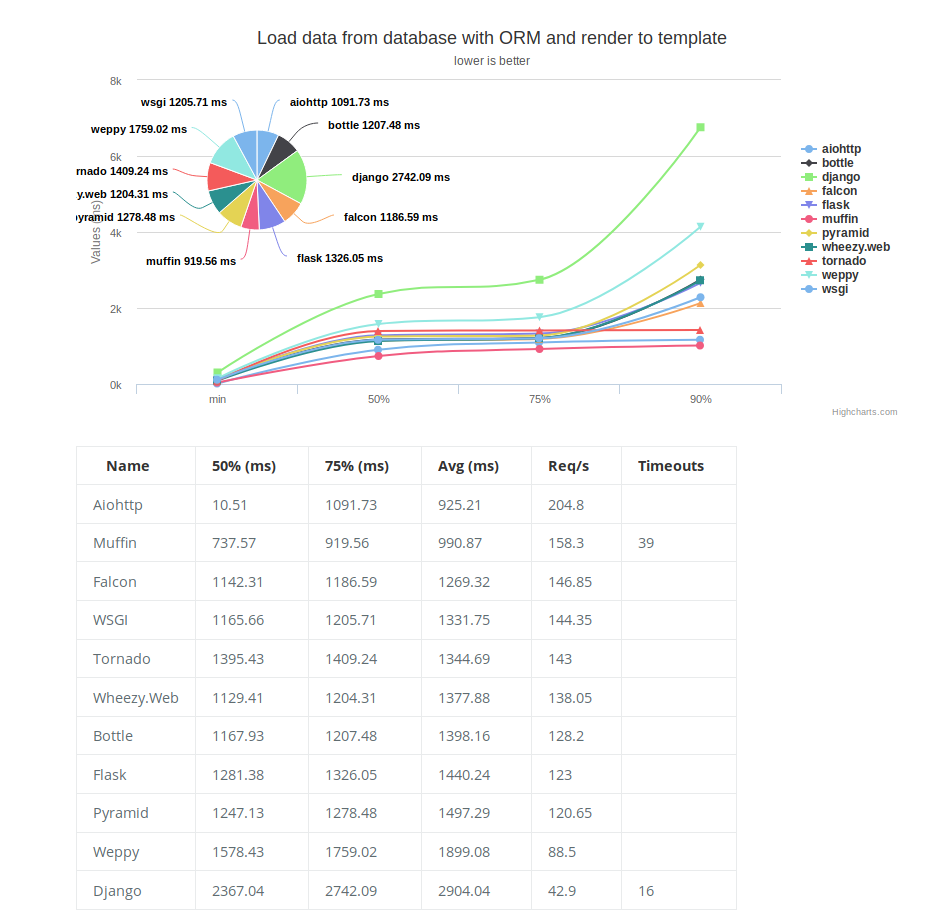 Load data from database with ORM and render to template
lower is better
8k
6k
4k
2k
0k
Values (ms)
wsgi 1205.71 ms
aiohttp 1091.73 ms
weppy 1759.02 ms
bottle 1207.48 ms
rnado 1409.24 ms
django 2742.09 ms
y.web 1204.31 ms
pyramid 1278.48 ms
falcon 1186.59 ms
muffin 919.56 ms
flask 1326.05 ms
min 50% 75% 90%
aiohttp
bottle
django
falcon
flask
muffin
pyramid
wheezy.web
tornado
weppy
wsgi
Highcharts.com
Name 50% (ms) 75% (ms) Avg (ms) Req/s Timeouts
Aiohttp 10.51 1091.73 925.21 204.8
Muffin 737.57 919.56 990.87 158.3 39
Falcon 1142.31 1186.59 1269.32 146.85
WSGI 1165.66 1205.71 1331.75 144.35
Tornado 1395.43 1409.24 1344.69 143
Wheezy.Web 1129.41 1204.31 1377.88 138.05
Bottle 1167.93 1207.48 1398.16 128.2
Flask 1281.38 1326.05 1440.24 123
Pyramid 1247.13 1278.48 1497.29 120.65
Weppy 1578.43 1759.02 1899.08 88.5
Django 2367.04 2742.09 2904.04 42.9 16